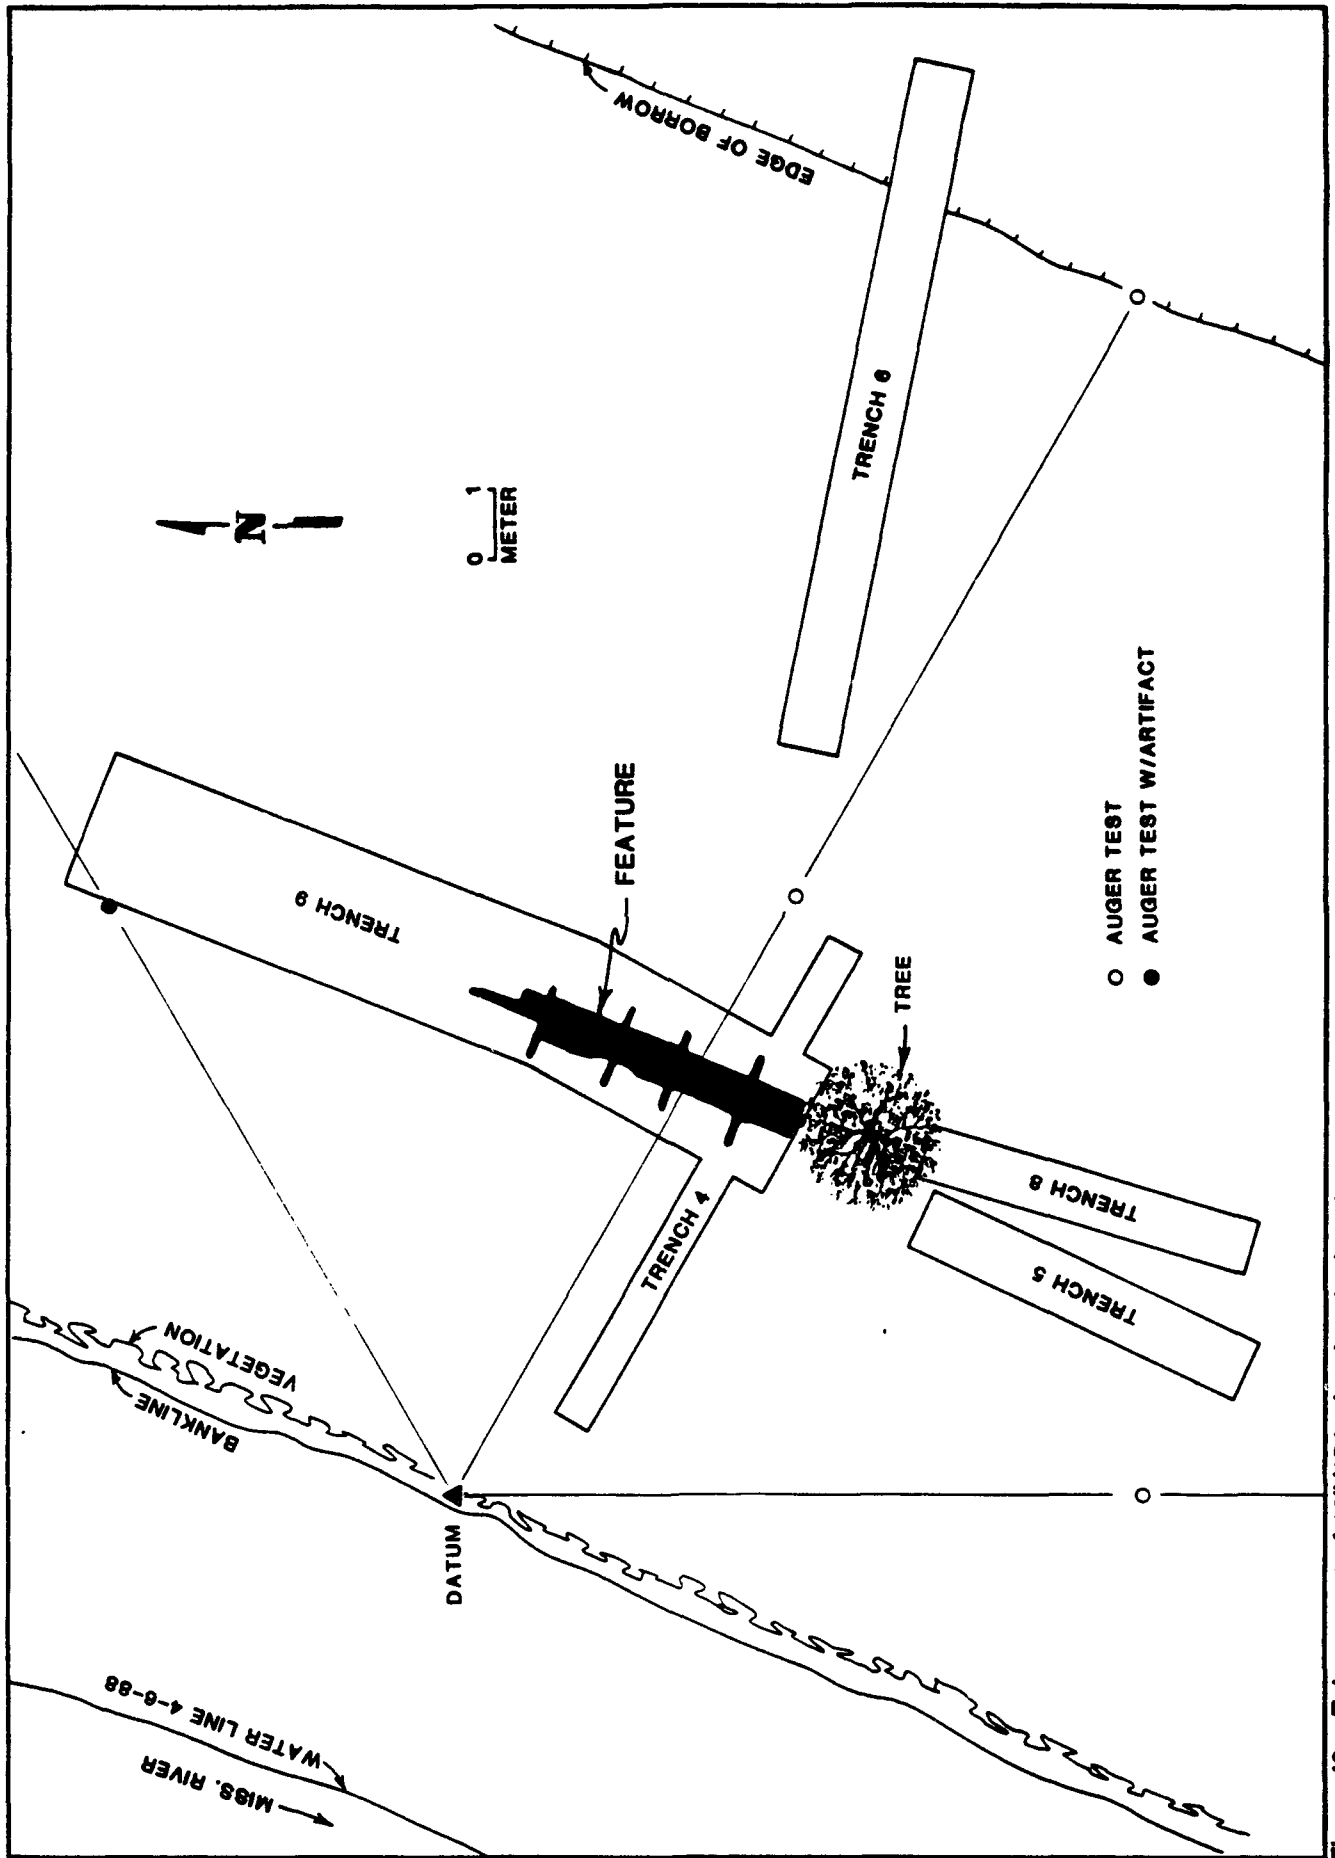 MISS. RIVER
WATER LINE 4-6-88
DATUM
BANKLINE
VEGETATION
TRENCH 4
TRENCH 5
TRENCH 8
TREE
TRENCH 9
FEATURE
N
0 1
METER
AUGER TEST
AUGER TEST W/ARTIFACT
TRENCH 6
EDGE OF BORROW